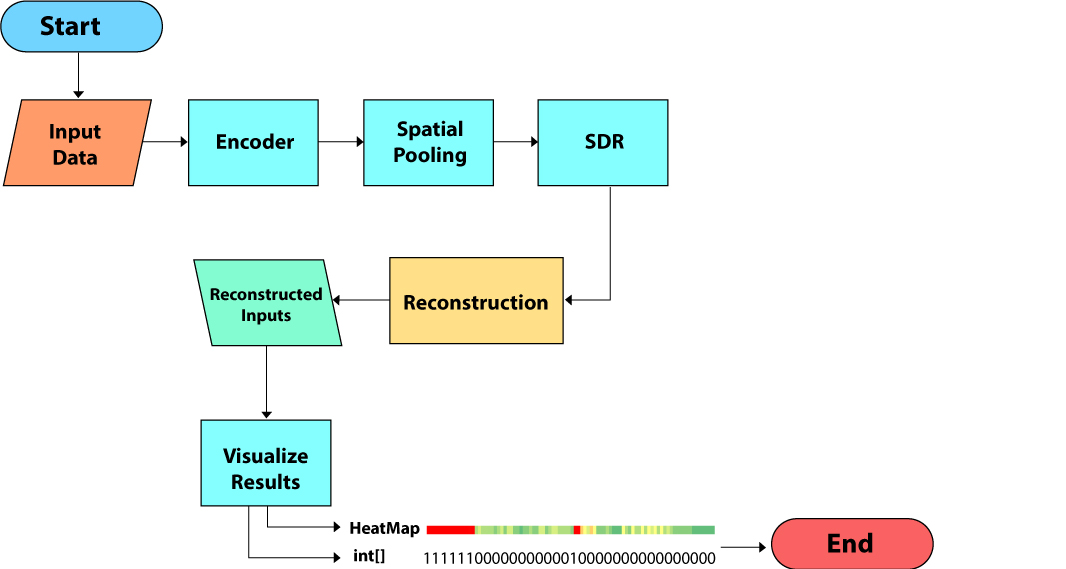 Start
Input
Data
Encoder
Spatial
Pooling
SDR
Reconstructed
Inputs
Reconstruction
Visualize
Results
HeatMap
int[]
111111000000000000100000000000000000
End